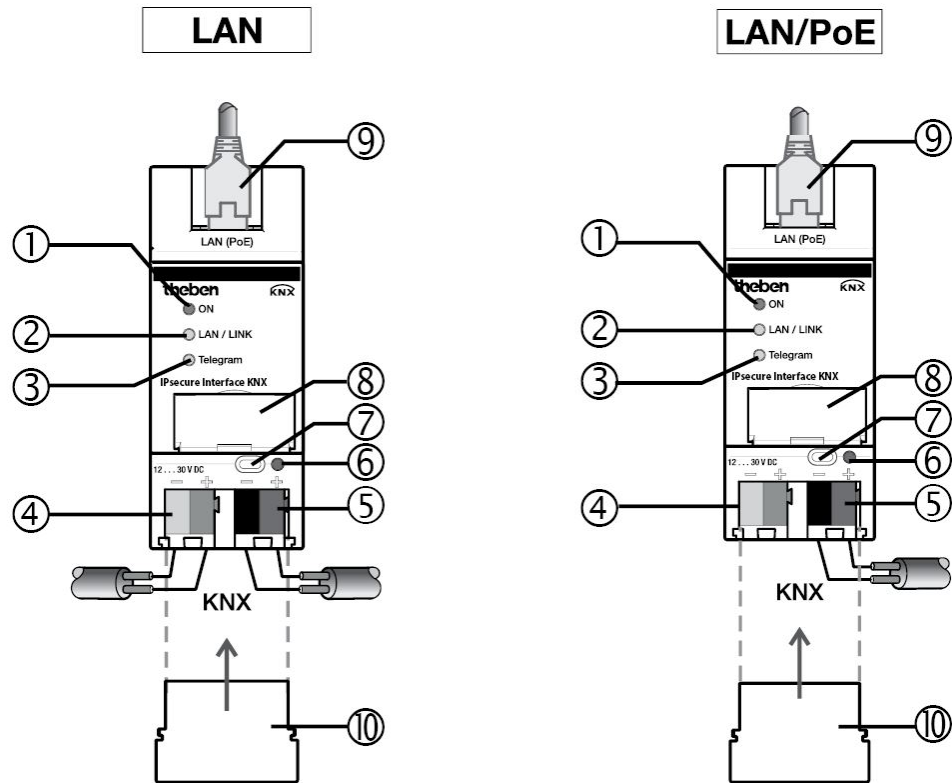 LAN
⑨
LAN (PoE)
①
theben KNX
ON
②
LAN / LINK
③
Telegram
IPsecure Interface KNX
⑧
⑦
⑥
12 ... 30 V DC
− + − +
④
⑤
KNX
⑩
LAN/PoE
⑨
LAN (PoE)
①
theben KNX
ON
②
LAN / LINK
③
Telegram
IPsecure Interface KNX
⑧
⑦
⑥
12 ... 30 V DC
− + − +
④
⑤
KNX
⑩